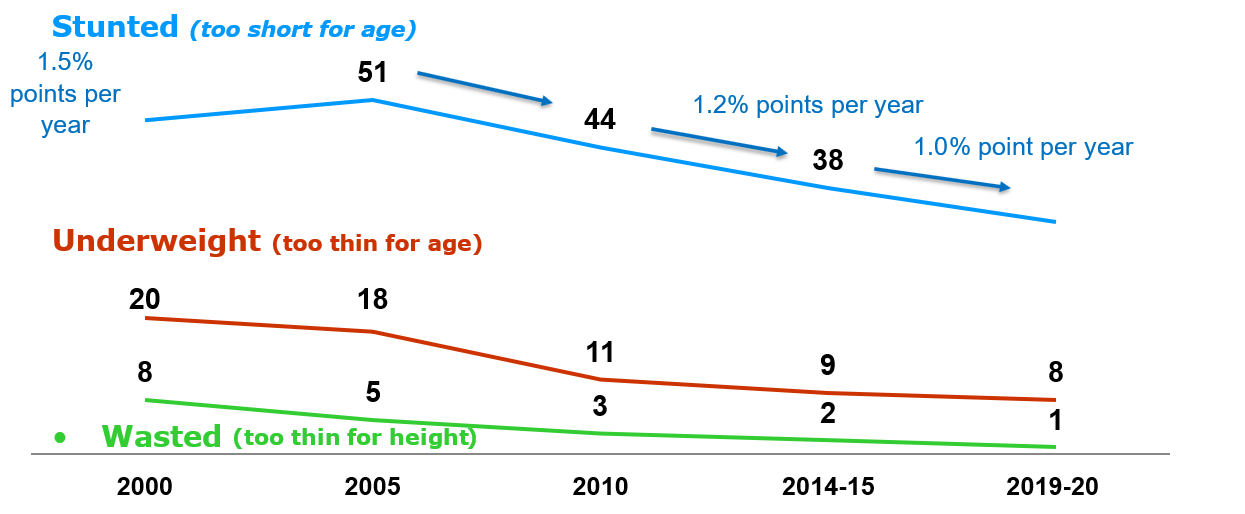 Stunted (too short for age)
1.5%
points per
year
51
44
1.2% points per year
38
1.0% point per year
Underweight (too thin for age)
20
18
11
9
8
8
5
3
2
1
• Wasted (too thin for height)
2000
2005
2010
2014-15
2019-20